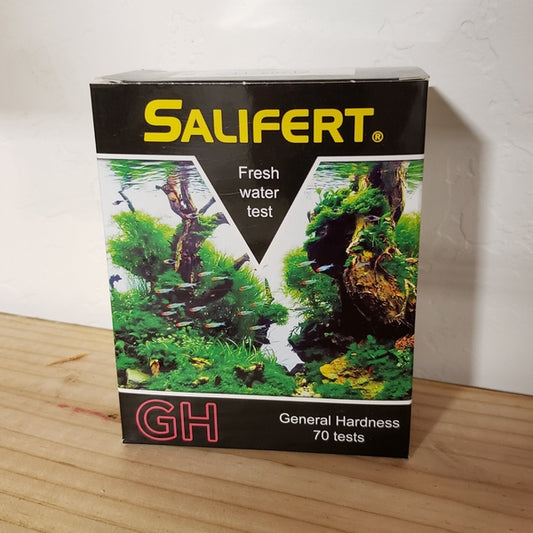 SALIFERT®
Fresh
water
test
GH
General Hardness
70 tests